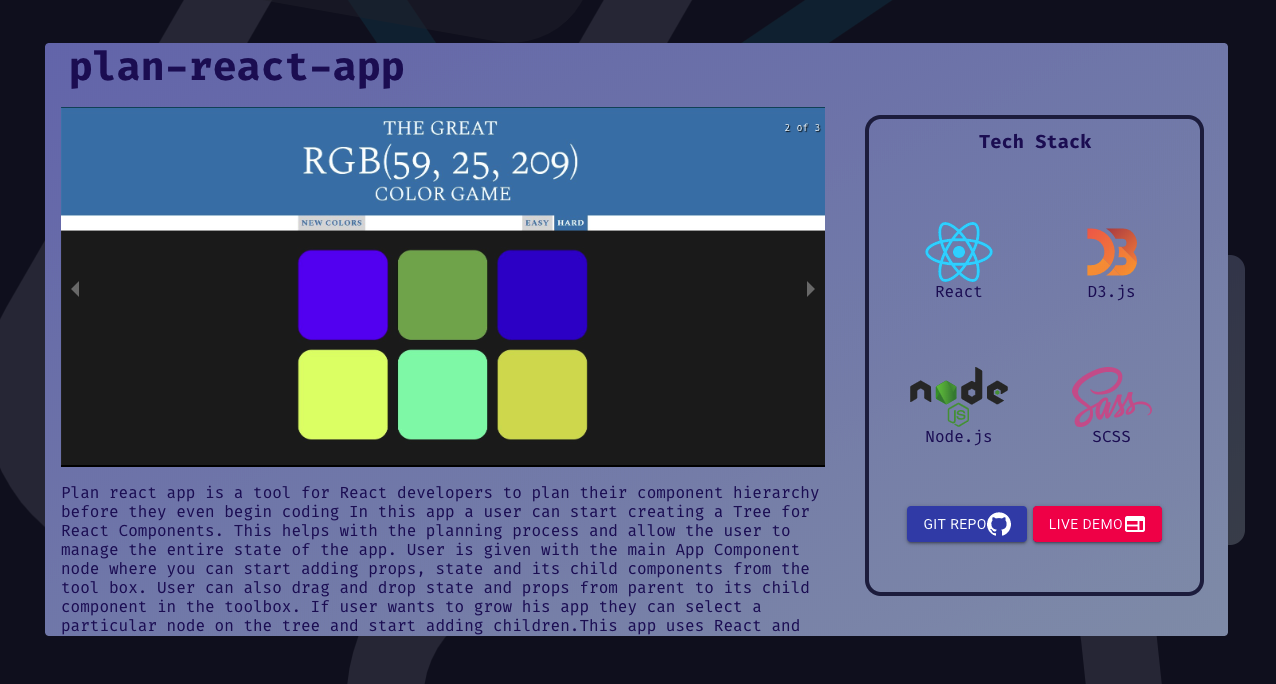 plan-react-app
THE GREAT
2 of 3
RGB(59, 25, 209)
COLOR GAME
NEW COLORS
EASY HARD
Plan react app is a tool for React developers to plan their component hierarchy
before they even begin coding In this app a user can start creating a Tree for
React Components. This helps with the planning process and allow the user to
manage the entire state of the app. User is given with the main App Component
node where you can start adding props, state and its child components from the
tool box. User can also drag and drop state and props from parent to its child
component in the toolbox. If user wants to grow his app they can select a
particular node on the tree and start adding children.This app uses React and
Tech Stack
React
D3.js
node
JS
Node.js
Sass
SCSS
GIT REPO
LIVE DEMO